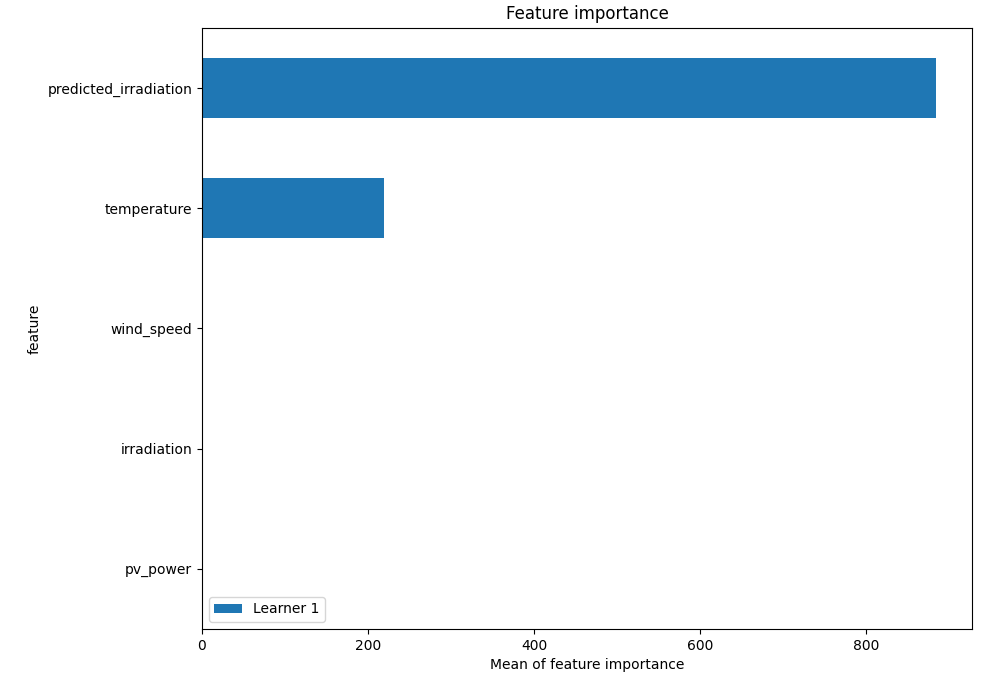 Feature importance
predicted_irradiation
temperature
wind_speed
irradiation
pv_power
feature
Learner 1
0 200 400 600 800
Mean of feature importance